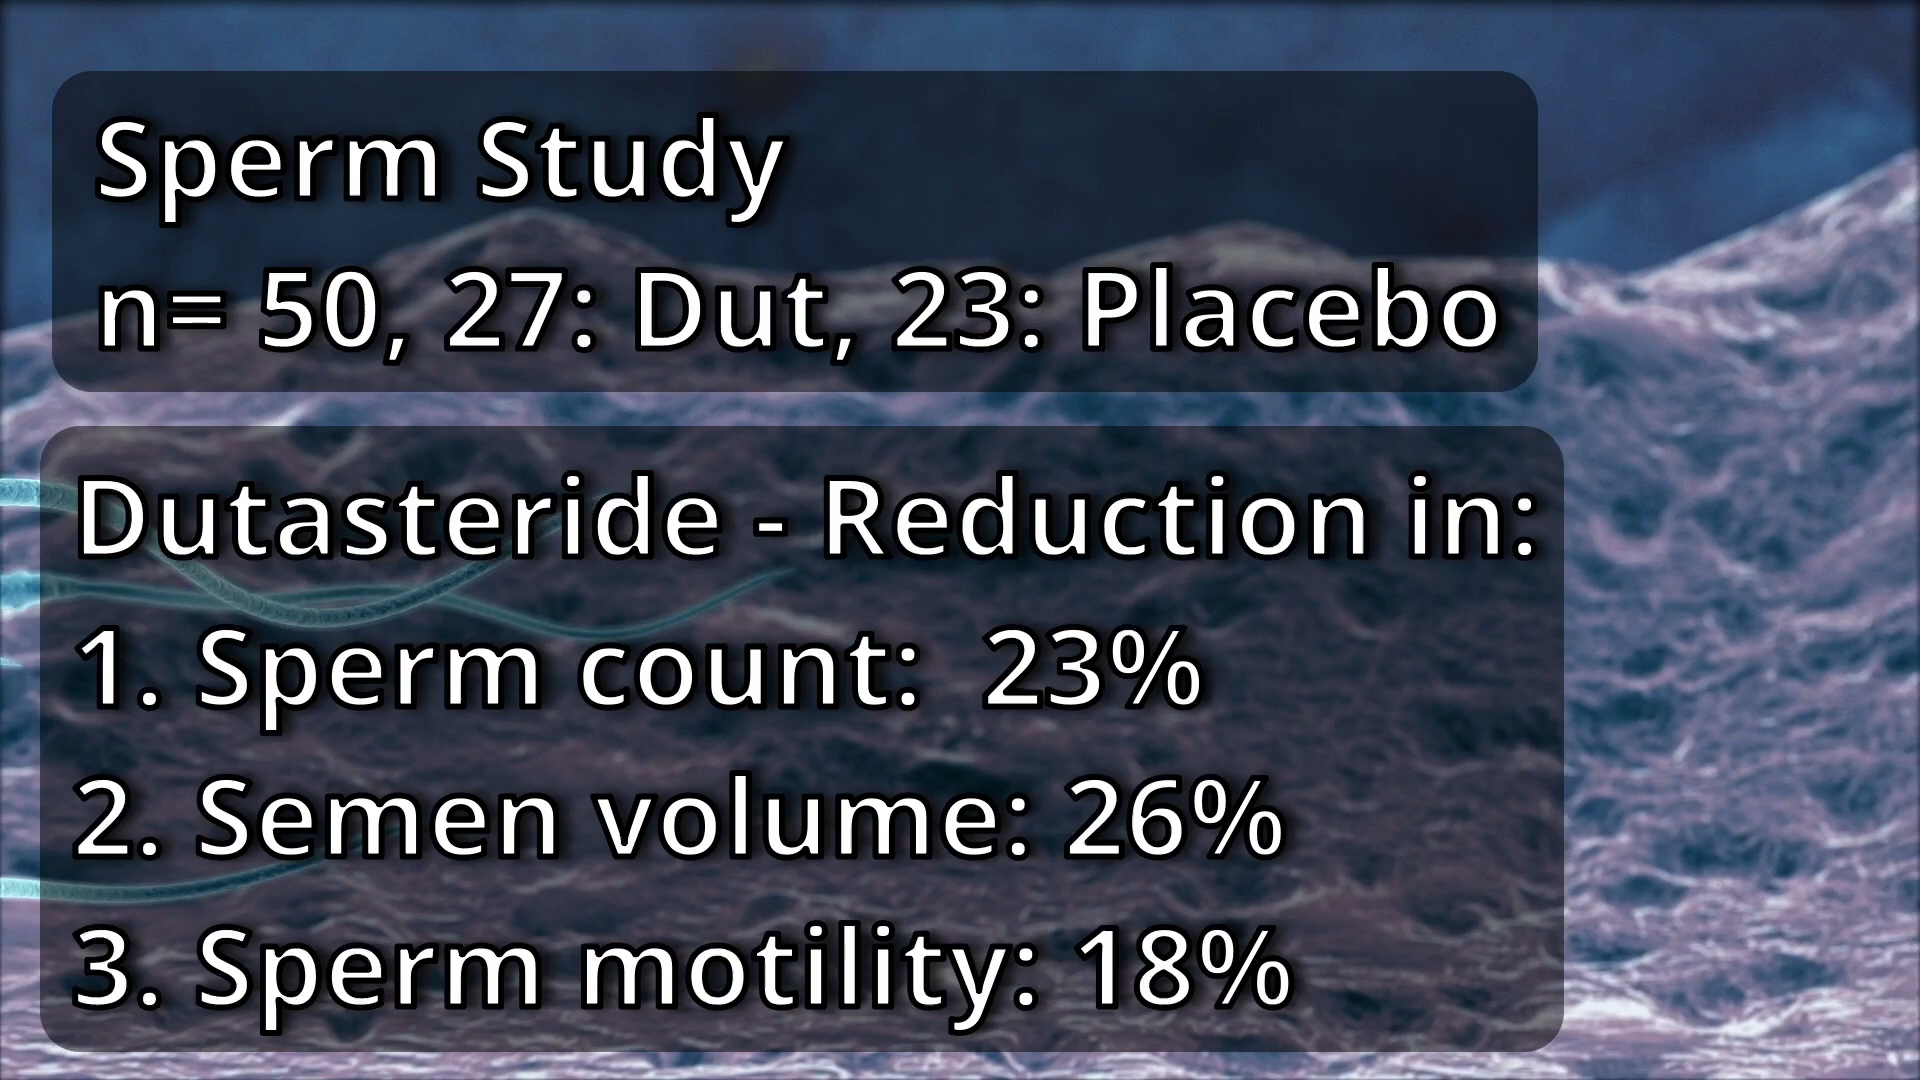 Sperm Study
n= 50, 27: Dut, 23: Placebo
Dutasteride - Reduction in:
1. Sperm count: 23%
2. Semen volume: 26%
3. Sperm motility: 18%